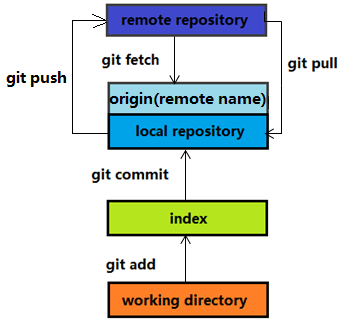 remote repository
git fetch
git push
git pull
origin(remote name)
local repository
git commit
index
git add
working directory